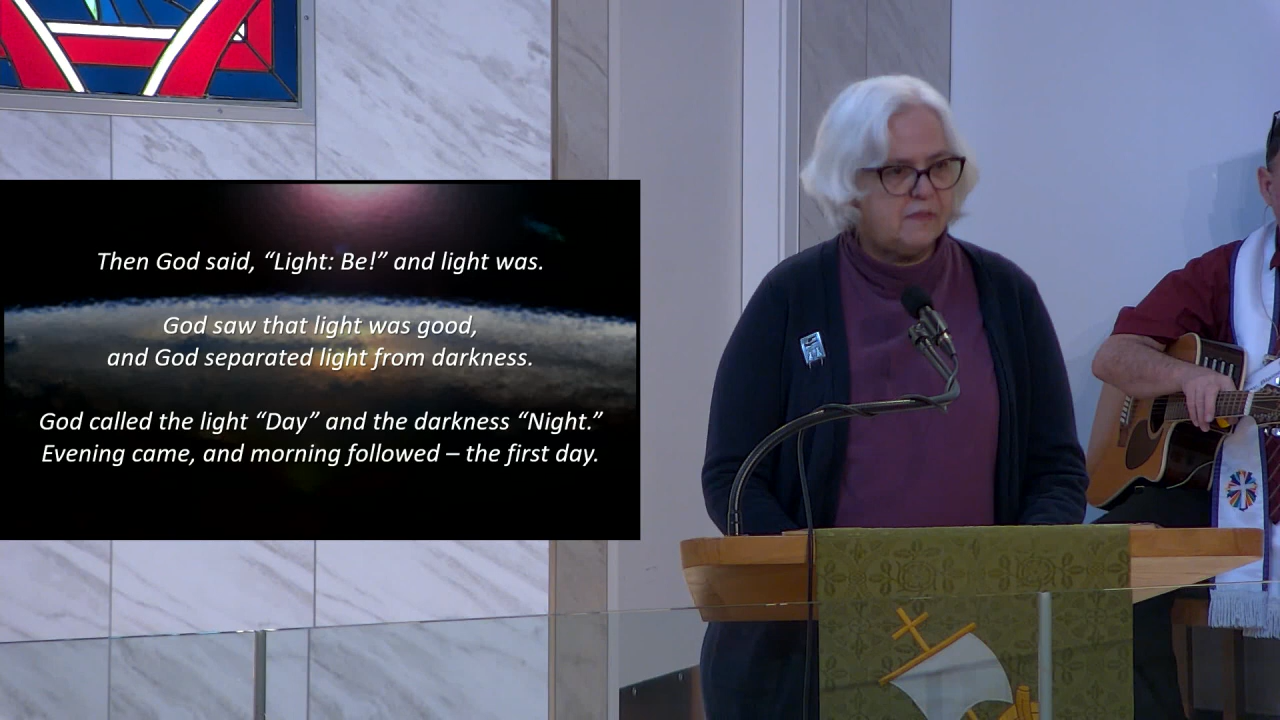 Then God said, “Light: Be!” and light was.
God saw that light was good,
and God separated light from darkness.
God called the light “Day” and the darkness “Night.”
Evening came, and morning followed – the first day.